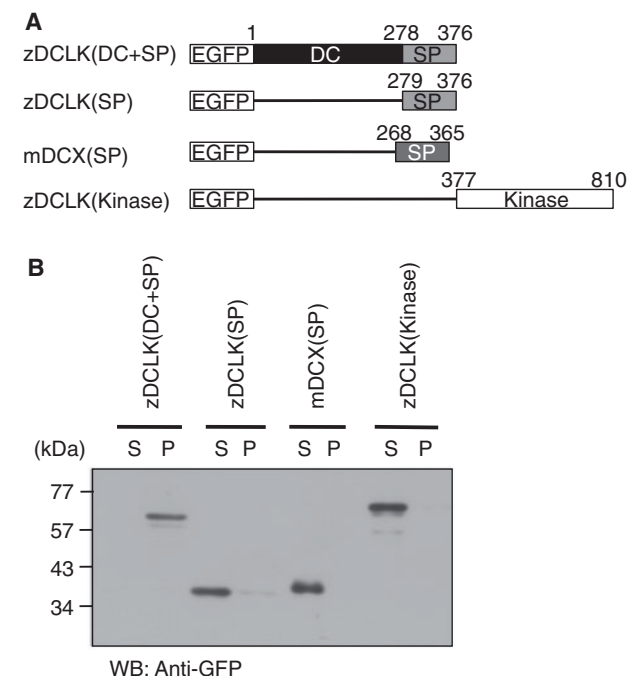 A
1 278 376
zDCLK(DC+SP) EGFP DC SP
279 376
zDCLK(SP) EGFP SP
268 365
mDCX(SP) EGFP SP
377 810
zDCLK(Kinase) EGFP Kinase
B
zDCLK(DC+SP) zDCLK(SP) mDCX(SP) zDCLK(Kinase)
(kDa) S P S P S P S P
77
57
43
34
WB: Anti-GFP